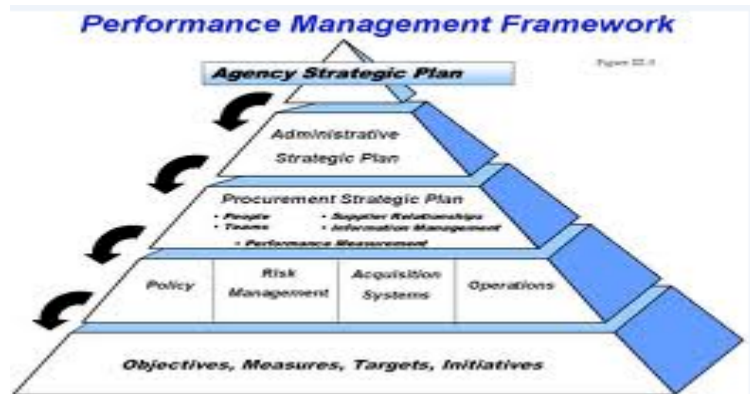 Performance Management Framework
Agency Strategic Plan
Administrative
Strategic Plan
Procurement Strategic Plan
• People • Supplier Relationships
• Teams • Information Management
• Performance Measurement
Policy
Risk
Management
Acquisition
Systems
Operations
Objectives, Measures, Targets, Initiatives